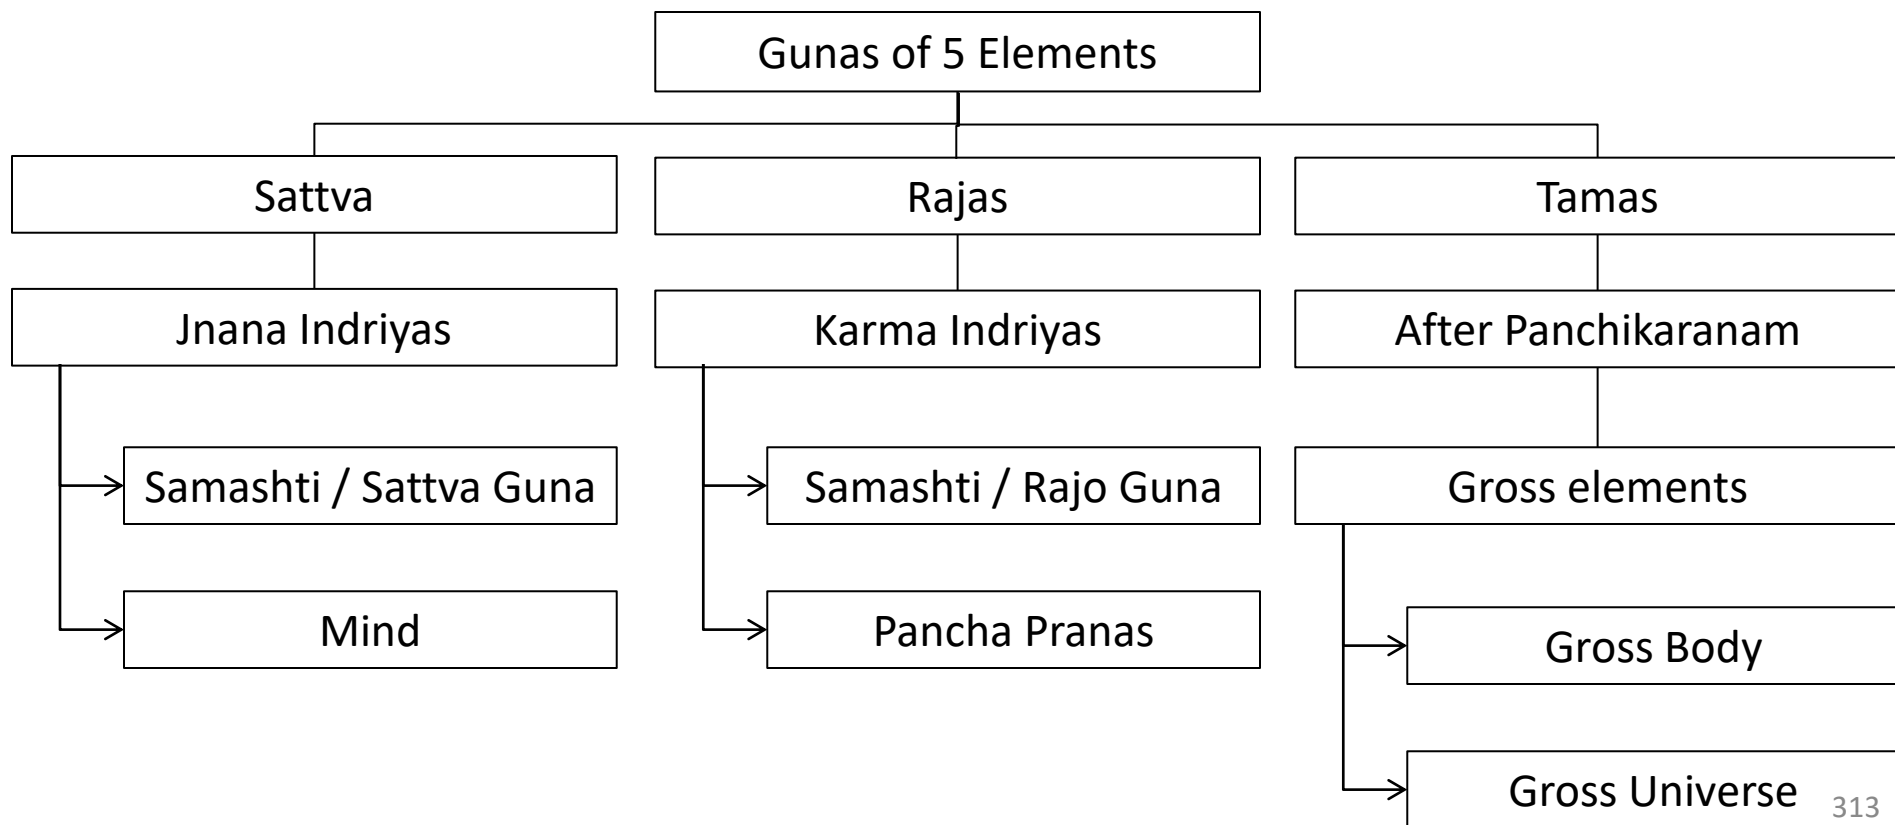 Gunas of 5 Elements
Sattva
Rajas
Tamas
Jnana Indriyas
Karma Indriyas
After Panchikaranam
Samashti / Sattva Guna
Samashti / Rajo Guna
Gross elements
Mind
Pancha Pranas
Gross Body
Gross Universe
313